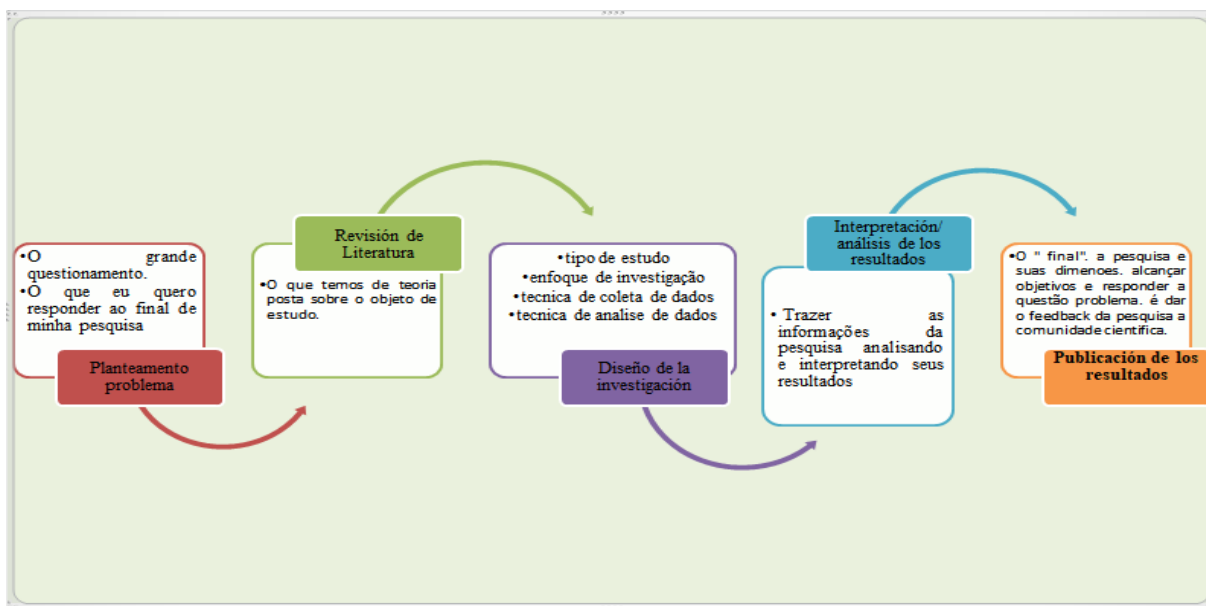 •O grande
questionamento.
•O que eu quero
responder ao final de
minha pesquisa
Planteamento
problema
Revisión de
Literatura
•O que temos de teoria
posta sobre o objeto de
estudo.
•tipo de estudo
•enfoque de investigação
•tecnica de coleta de dados
•tecnica de analise de dados
Diseño de la
investigación
Interpretación/
análisis de los
resultados
• Trazer as
informações da
pesquisa analisando
e interpretando seus
resultados
•O " final". a pesquisa e
suas dimenoes. alcançar
objetivos e responder a
questão problema. é dar
o feedback da pesquisa a
comunidade científica.
Publicación de los
resultados